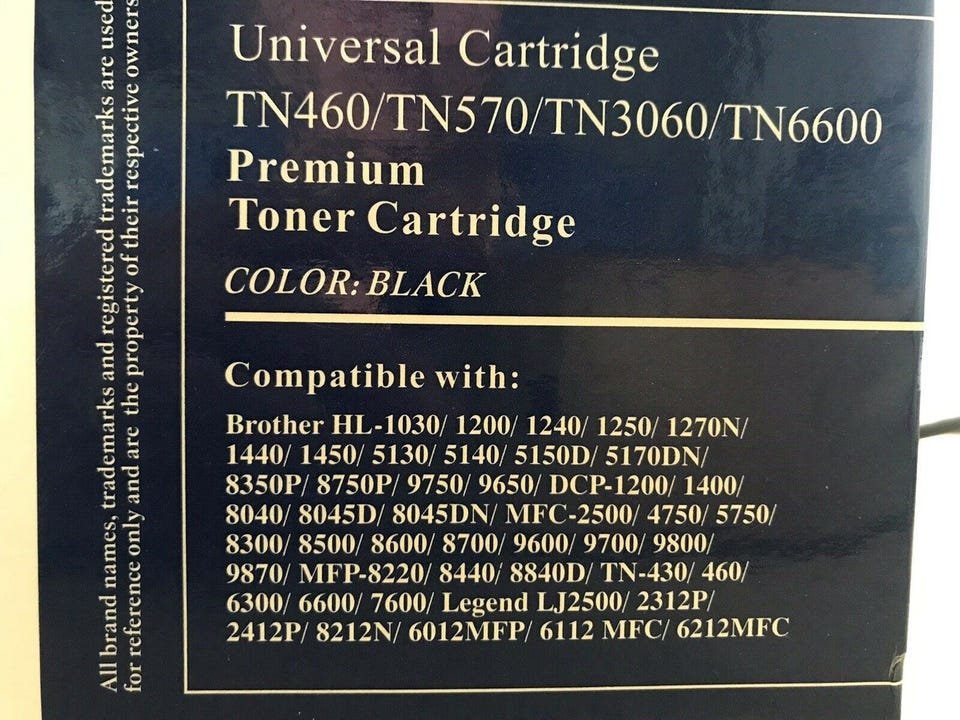 All brand names, trademarks and registered trademarks are used
for reference only and are the property of their respective owners
Universal Cartridge
TN460/TN570/TN3060/TN6600
Premium
Toner Cartridge
COLOR: BLACK
Compatible with:
Brother HL-1030/ 1200/ 1240/ 1250/ 1270N/
1440/ 1450/ 5130/ 5140/ 5150D/ 5170DN/
8350P/ 8750P/ 9750/ 9650/ DCP-1200/ 1400/
8040/ 8045D/ 8045DN/ MFC-2500/ 4750/ 5750/
8300/ 8500/ 8600/ 8700/ 9600/ 9700/ 9800/
9870/ MFP-8220/ 8440/ 8840D/ TN-430/ 460/
6300/ 6600/ 7600/ Legend LJ2500/ 2312P/
2412P/ 8212N/ 6012MFP/ 6112 MFC/ 6212MFC